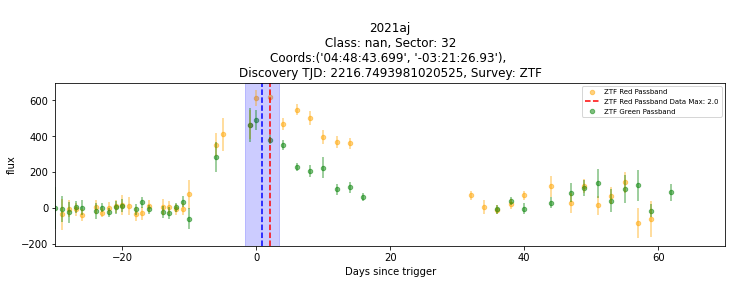 2021aj
Class: nan, Sector: 32
Coords:('04:48:43.699', '-03:21:26.93'),
Discovery TJD: 2216.7493981020525, Survey: ZTF
ZTF Red Passband
ZTF Red Passband Data Max: 2.0
ZTF Green Passband
600
400
200
0
−200
flux
−20
0
20
40
60
Days since trigger